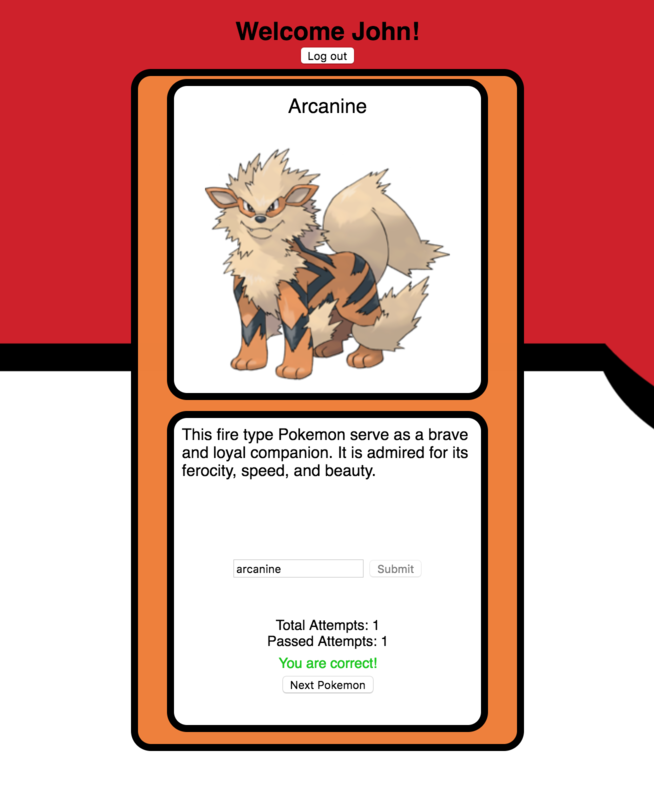 Welcome John!
Log out
Arcanine
This fire type Pokemon serve as a brave
and loyal companion. It is admired for its
ferocity, speed, and beauty.
arcanine Submit
Total Attempts: 1
Passed Attempts: 1
You are correct!
Next Pokemon